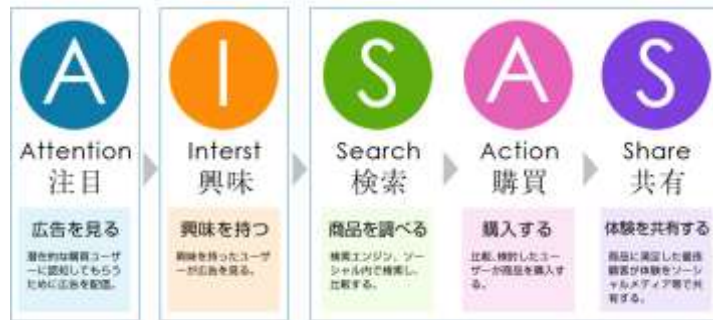 A
Attention
注目
広告を見る
潜在的な購買ユーザ
ーに認知してもらう
ために広告を配信。
I
Interst
興味
興味を持つ
興味を持ったユーザ
ーが広告を見る。
S
Search
検索
商品を調べる
検索エンジン、ソー
シャル内で検索し、
比較する。
A
Action
購買
購入する
比較、検討したユー
ザーが商品を購入す
る。
S
Share
共有
体験を共有する
商品に満足した最後
顧客が体験をソーシ
ャルメディア等で共
有する。